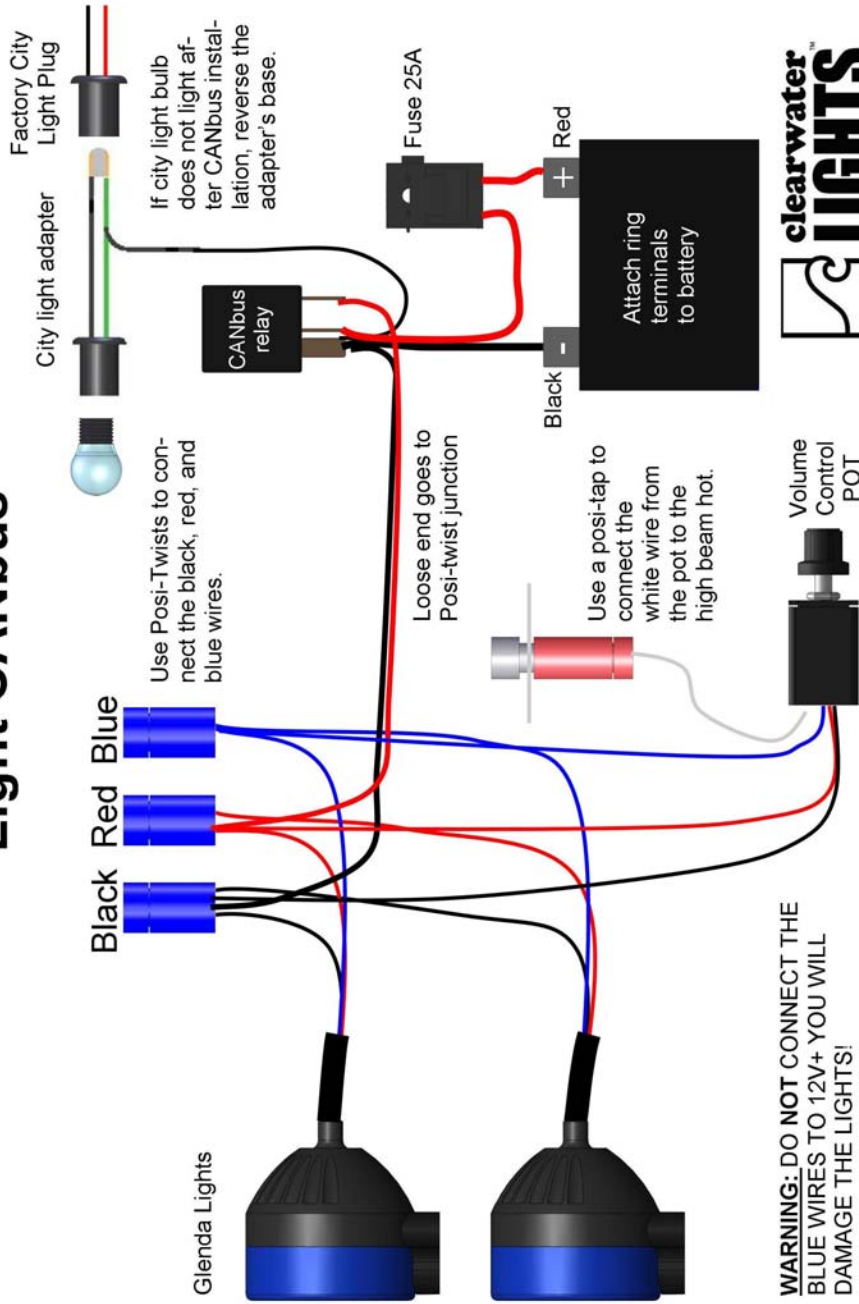 Light CANbus
Factory City
Light Plug
City light adapter
If city light bulb
does not light af-
ter CANbus instal-
lation, reverse the
adapter's base.
Use Posi-Twists to con-
nect the black, red, and
blue wires.
CANbus
relay
Fuse 25A
Black
Red
Blue
Loose end goes to
Posi-twist junction
Black
-
+
Red
Attach ring
terminals
to battery
Glenda Lights
Use a posi-tap to
connect the
white wire from
the pot to the
high beam hot.
Volume
Control
POT
WARNING: DO NOT CONNECT THE
BLUE WIRES TO 12V+ YOU WILL
DAMAGE THE LIGHTS!
clearwater™
LIGHTS